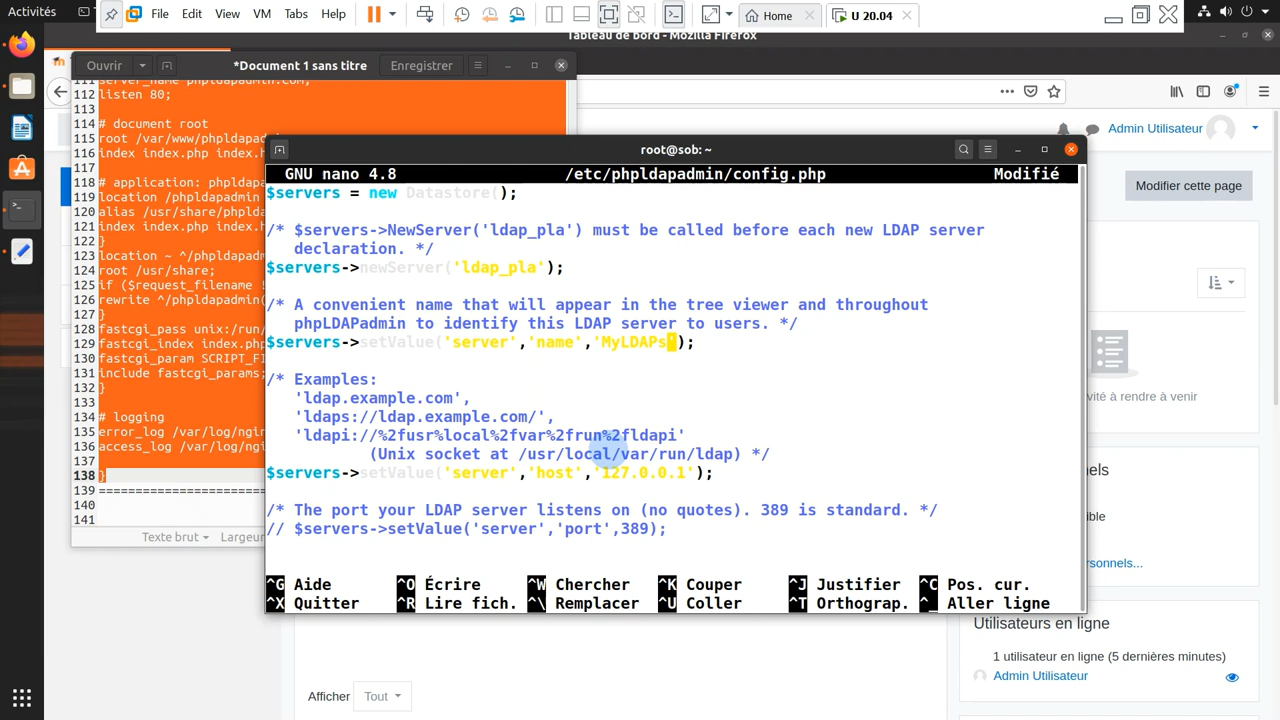 Activités
File Edit View VM Tabs Help
Home
U 20.04
Tableau de bord - Mozilla Firefox
Ouvrir
*Document 1 sans titre
Enregistrer
112 listen 80;
113
114 # document root
115 root /var/www/phpldapad
116 index index.php index.h
117
118 # application: phpldapa
119 location /phpldapadmin
120 alias /usr/share/phplda
121 index index.php index.h
122 }
123 location ~ ^/phpldapadm
124 root /usr/share;
125 if ($request_filename !
126 rewrite ^/phpldapadmin(
127 }
128 fastcgi_pass unix:/run/
129 fastcgi_index index.php
130 fastcgi_param SCRIPT_FI
131 include fastcgi_params;
132 }
133
134 # logging
135 error_log /var/log/ngin
136 access_log /var/log/ngi
137
138 }
140
141
Texte brut
Largeur
root@sob: ~
GNU nano 4.8 /etc/phpldapadmin/config.php Modifié
$servers = new Datastore();
/* $servers->NewServer('ldap_pla') must be called before each new LDAP server
declaration. */
$servers->newServer('ldap_pla');
/* A convenient name that will appear in the tree viewer and throughout
phpLDAPadmin to identify this LDAP server to users. */
$servers->setValue('server','name','MyLDAPs');
/* Examples:
'ldap.example.com',
'ldaps://ldap.example.com/',
'ldapi://%2fusr%local%2fvar%2frun%2fldapi'
(Unix socket at /usr/local/var/run/ldap) */
$servers->setValue('server','host','127.0.0.1');
/* The port your LDAP server listens on (no quotes). 389 is standard. */
// $servers->setValue('server','port',389);
^G Aide ^O Écrire ^W Chercher ^K Couper ^J Justifier ^C Pos. cur.
^X Quitter ^R Lire fich. ^\ Remplacer ^U Coller ^T Orthograp. ^_ Aller ligne
Admin Utilisateur
Modifier cette page
vité à rendre à venir
nels
ible
rsonnels...
Utilisateurs en ligne
1 utilisateur en ligne (5 dernières minutes)
Admin Utilisateur
Afficher Tout